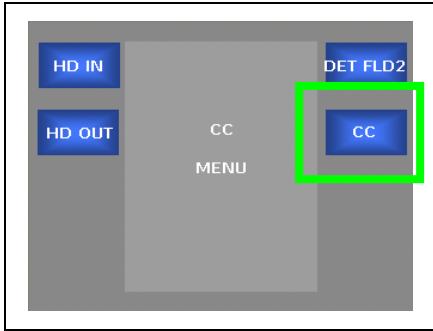 HD IN
DET FLD2
HD OUT
CC
MENU
CC